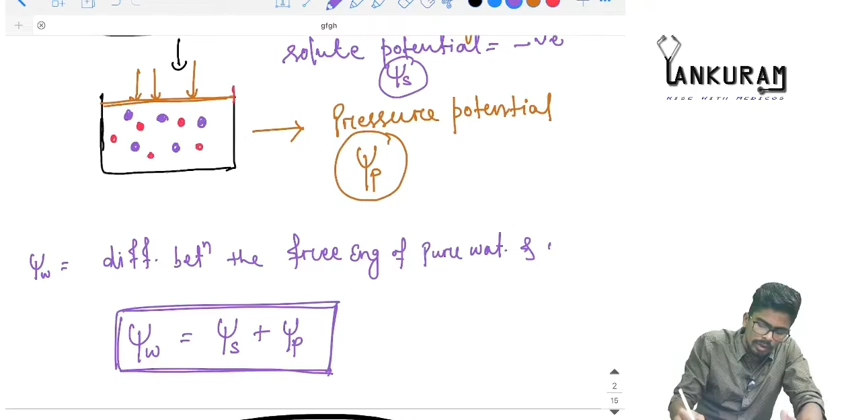 gfgh
solute potential = -ve
ψs
Pressure potential
ψp
ψw = diff. betⁿ the free Eng of Pure wat. &
ψw = ψs + ψp
YANKURAM
RISE WITH MEDICOS
2
15